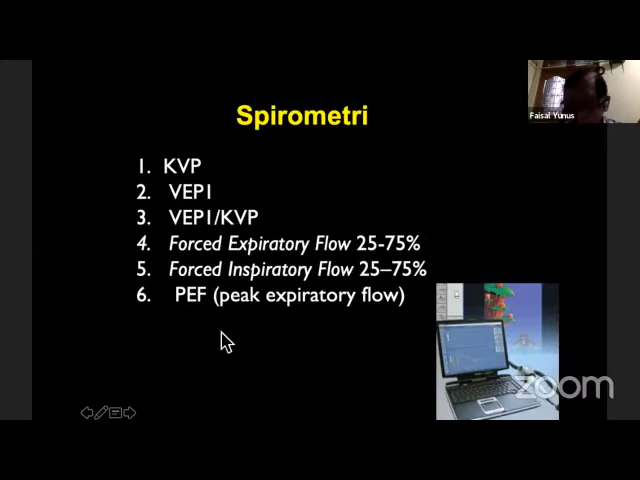 Spirometri
Faisal Yunus
1. KVP
2. VEP1
3. VEP1/KVP
4. Forced Expiratory Flow 25-75%
5. Forced Inspiratory Flow 25–75%
6. PEF (peak expiratory flow)
zoom